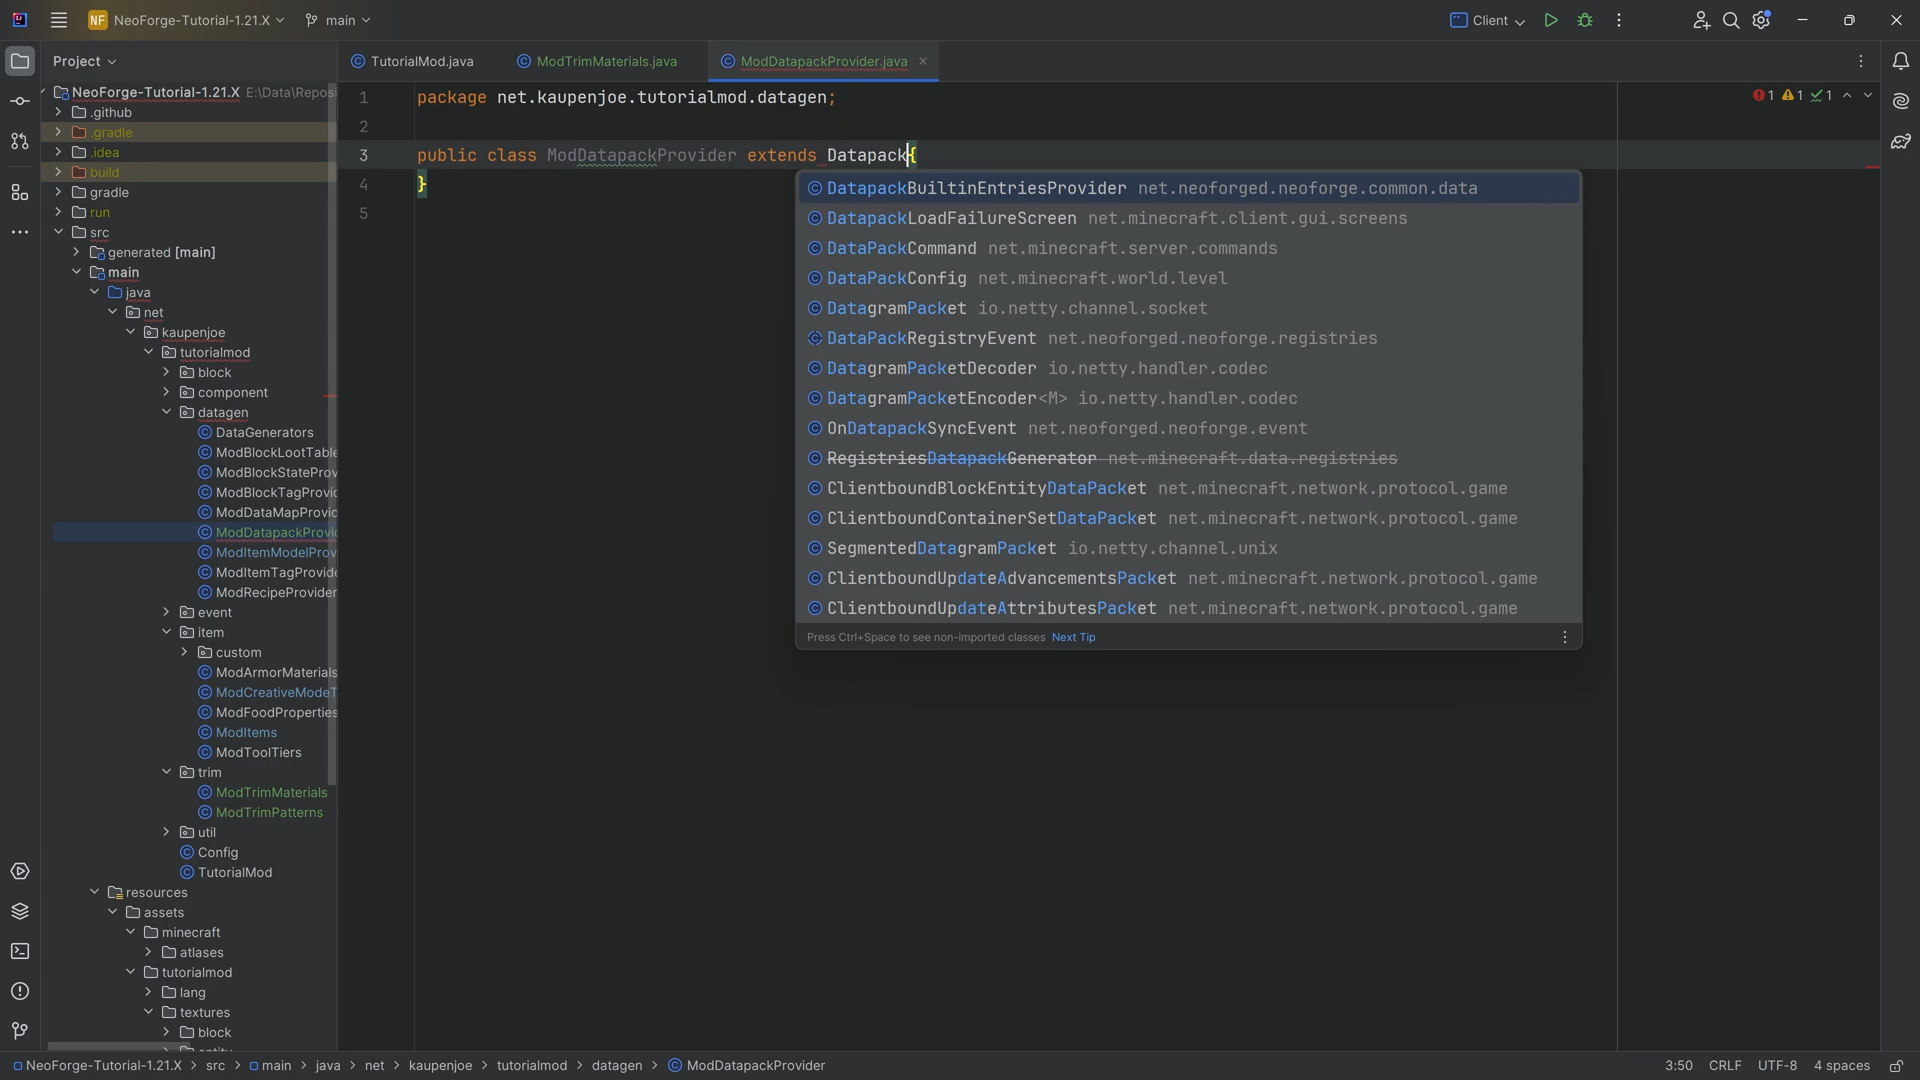 NF NeoForge-Tutorial-1.21.X main Client
Project
TutorialMod.java ModTrimMaterials.java ModDatapackProvider.java
NeoForge-Tutorial-1.21.X E:\Data\Reposi
.github
.gradle
.idea
build
gradle
run
src
generated [main]
main
java
net
kaupenjoe
tutorialmod
block
component
datagen
DataGenerators
ModBlockLootTable
ModBlockStateProv
ModBlockTagProvid
ModDataMapProvid
ModDatapackProvid
ModItemModelProv
ModItemTagProvide
ModRecipeProvider
event
item
custom
ModArmorMaterials
ModCreativeModeT
ModFoodProperties
ModItems
ModToolTiers
trim
ModTrimMaterials
ModTrimPatterns
util
Config
TutorialMod
resources
assets
minecraft
atlases
tutorialmod
lang
textures
block
1 package net.kaupenjoe.tutorialmod.datagen;
2
3 public class ModDatapackProvider extends Datapack{
4 }
5
1 1 1
DatapackBuiltinEntriesProvider net.neoforged.neoforge.common.data
DatapackLoadFailureScreen net.minecraft.client.gui.screens
DataPackCommand net.minecraft.server.commands
DataPackConfig net.minecraft.world.level
DatagramPacket io.netty.channel.socket
DataPackRegistryEvent net.neoforged.neoforge.registries
DatagramPacketDecoder io.netty.handler.codec
DatagramPacketEncoder<M> io.netty.handler.codec
OnDatapackSyncEvent net.neoforged.neoforge.event
RegistriesDatapackGenerator net.minecraft.data.registries
ClientboundBlockEntityDataPacket net.minecraft.network.protocol.game
ClientboundContainerSetDataPacket net.minecraft.network.protocol.game
SegmentedDatagramPacket io.netty.channel.unix
ClientboundUpdateAdvancementsPacket net.minecraft.network.protocol.game
ClientboundUpdateAttributesPacket net.minecraft.network.protocol.game
Press Ctrl+Space to see non-imported classes Next Tip
NeoForge-Tutorial-1.21.X > src > main > java > net > kaupenjoe > tutorialmod > datagen > ModDatapackProvider
3:50 CRLF UTF-8 4 spaces